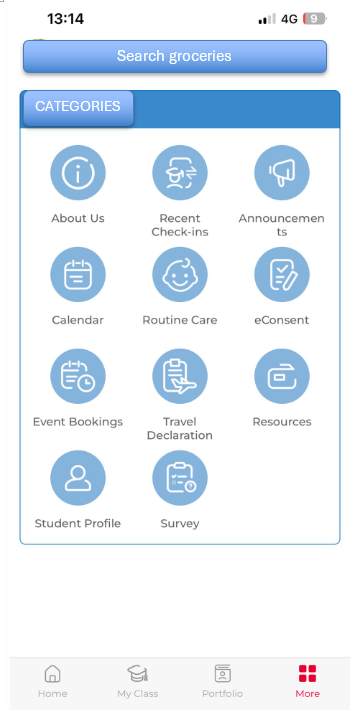 13:14
4G 9
Search groceries
CATEGORIES
About Us
Recent
Check-ins
Announcemen
ts
Calendar
Routine Care
eConsent
Event Bookings
Travel
Declaration
Resources
Student Profile
Survey
Home
My Class
Portfolio
More